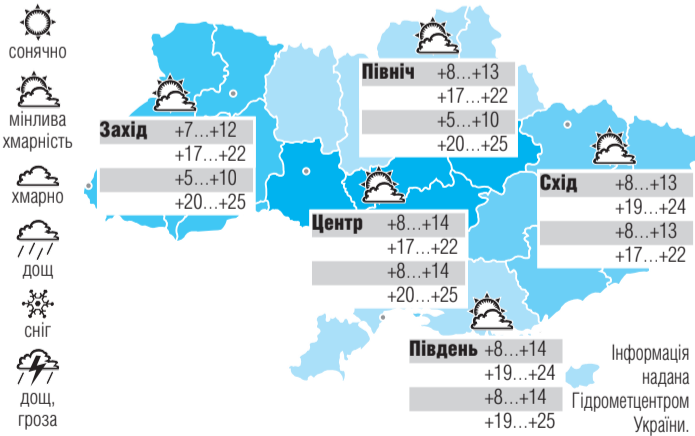 сонячно
мінлива
хмарність
хмарно
дощ
сніг
дощ,
гроза
Північ +8...+13
+17...+22
+5...+10
+20...+25
Захід +7...+12
+17...+22
+5...+10
+20...+25
Схід +8...+13
+19...+24
+8...+13
+17...+22
Центр +8...+14
+17...+22
+8...+14
+20...+25
Південь +8...+14
+19...+24
+8...+14
+19...+25
Інформація
надана
Гідрометцентром
України.